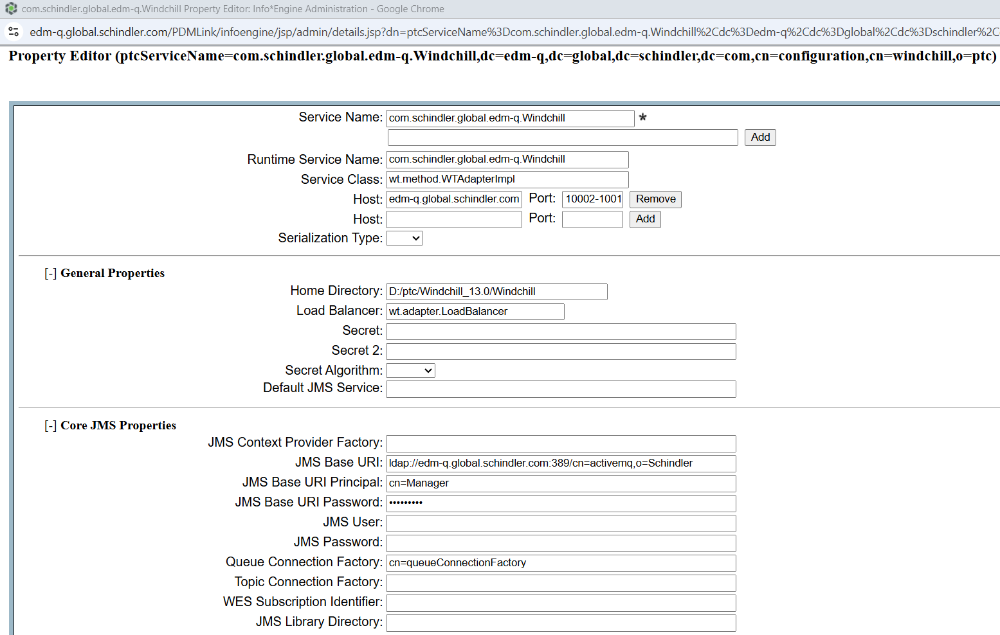 com.schindler.global.edm-q.Windchill Property Editor: Info*Engine Administration - Google Chrome
edm-q.global.schindler.com/PDMLink/infoengine/jsp/admin/details.jsp?dn=ptcServiceName%3Dcom.schindler.global.edm-q.Windchill%2Cdc%3Dedm-q%2Cdc%3Dglobal%2Cdc%3Dschindler%2C
Property Editor (ptcServiceName=com.schindler.global.edm-q.Windchill,dc=edm-q,dc=global,dc=schindler,dc=com,cn=configuration,cn=windchill,o=ptc)
Service Name: com.schindler.global.edm-q.Windchill *
Add
Runtime Service Name: com.schindler.global.edm-q.Windchill
Service Class: wt.method.WTAdapterImpl
Host: edm-q.global.schindler.com Port: 10002-1001 Remove
Host: Port: Add
Serialization Type:
[-] General Properties
Home Directory: D:/ptc/Windchill_13.0/Windchill
Load Balancer: wt.adapter.LoadBalancer
Secret:
Secret 2:
Secret Algorithm:
Default JMS Service:
[-] Core JMS Properties
JMS Context Provider Factory:
JMS Base URI: ldap://edm-q.global.schindler.com:389/cn=activemq,o=Schindler
JMS Base URI Principal: cn=Manager
JMS Base URI Password: •••••••••
JMS User:
JMS Password:
Queue Connection Factory: cn=queueConnectionFactory
Topic Connection Factory:
WES Subscription Identifier:
JMS Library Directory: